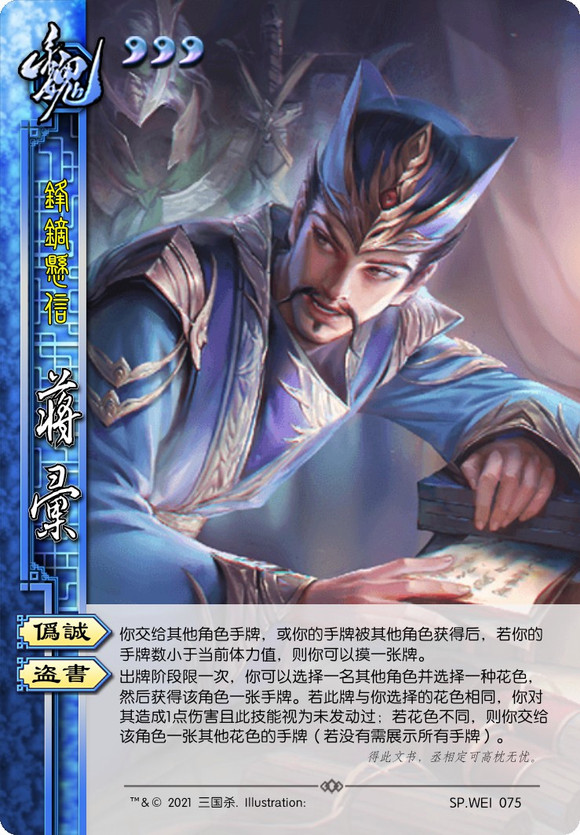 魏
鋒鏑懸信
蔣幹
僞誠
你交给其他角色手牌，或你的手牌被其他角色获得后，若你的
手牌数小于当前体力值，则你可以摸一张牌。
盗書
出牌阶段限一次，你可以选择一名其他角色并选择一种花色，
然后获得该角色一张手牌。若此牌与你选择的花色相同，你对
其造成1点伤害且此技能视为未发动过；若花色不同，则你交给
该角色一张其他花色的手牌（若没有需展示所有手牌）。
得此文书，丞相定可高枕无忧。
™&© 2021 三国杀. Illustration:
SP.WEI 075